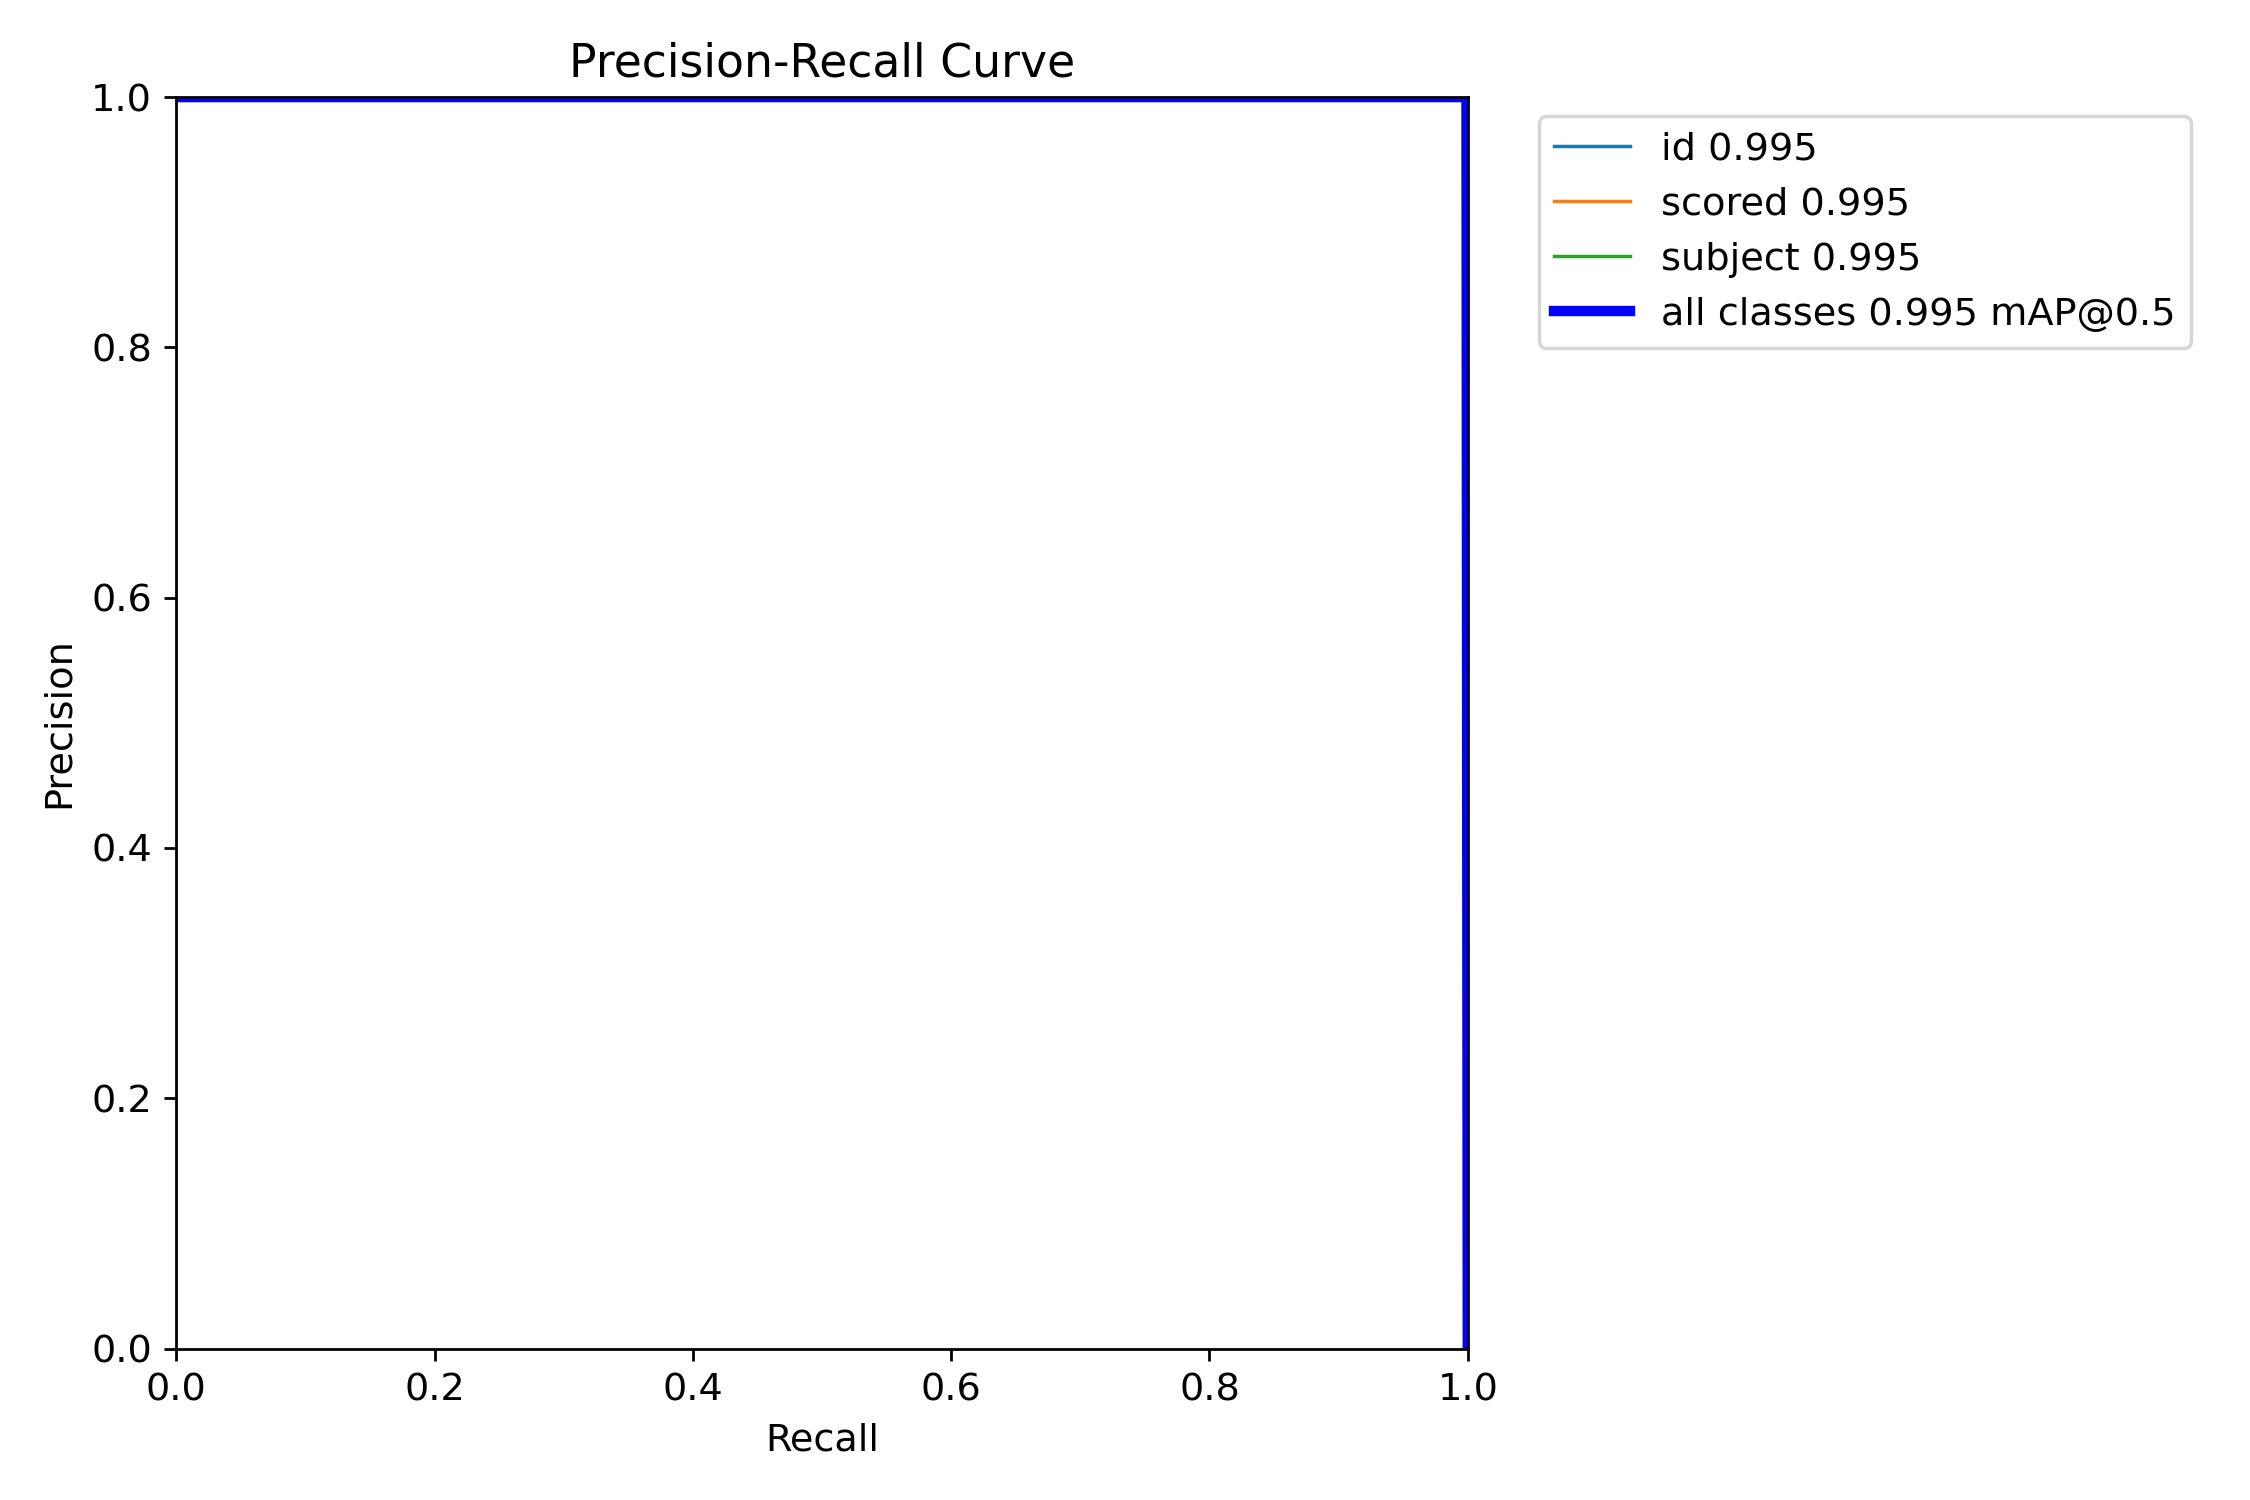 Precision-Recall Curve
1.0
0.8
0.6
0.4
0.2
0.0
Precision
0.0 0.2 0.4 0.6 0.8 1.0
Recall
id 0.995
scored 0.995
subject 0.995
all classes 0.995 mAP@0.5